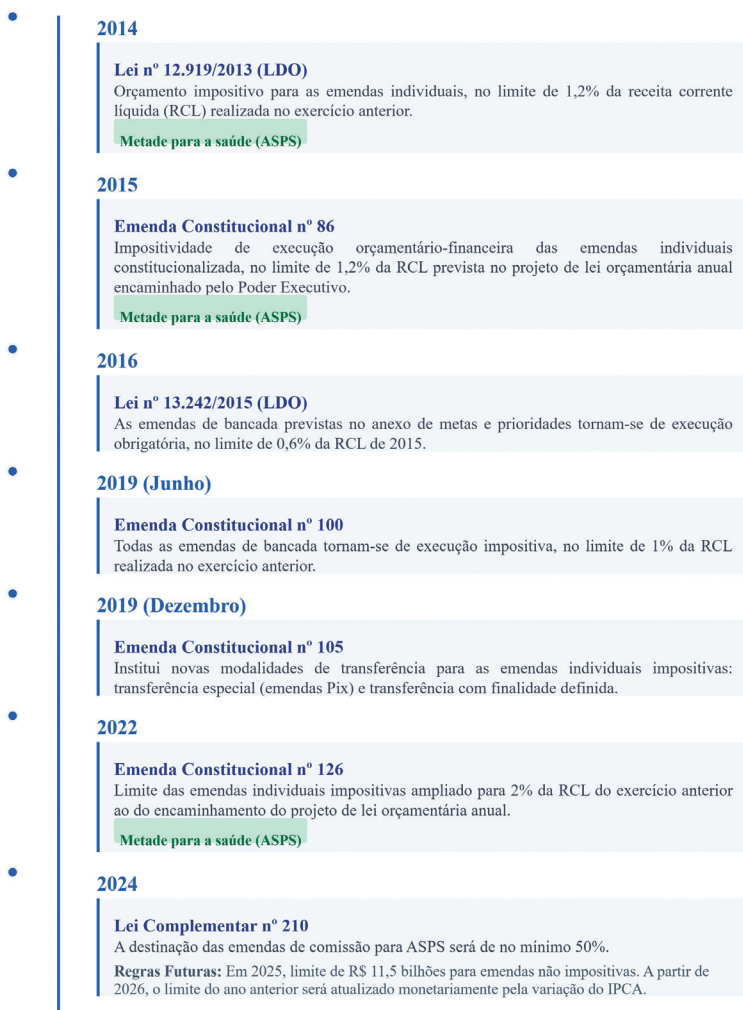 2014
Lei nº 12.919/2013 (LDO)
Orçamento impositivo para as emendas individuais, no limite de 1,2% da receita corrente
líquida (RCL) realizada no exercício anterior.
Metade para a saúde (ASPS)
2015
Emenda Constitucional nº 86
Impositividade de execução orçamentário-financeira das emendas individuais
constitucionalizada, no limite de 1,2% da RCL prevista no projeto de lei orçamentária anual
encaminhado pelo Poder Executivo.
Metade para a saúde (ASPS)
2016
Lei nº 13.242/2015 (LDO)
As emendas de bancada previstas no anexo de metas e prioridades tornam-se de execução
obrigatória, no limite de 0,6% da RCL de 2015.
2019 (Junho)
Emenda Constitucional nº 100
Todas as emendas de bancada tornam-se de execução impositiva, no limite de 1% da RCL
realizada no exercício anterior.
2019 (Dezembro)
Emenda Constitucional nº 105
Institui novas modalidades de transferência para as emendas individuais impositivas:
transferência especial (emendas Pix) e transferência com finalidade definida.
2022
Emenda Constitucional nº 126
Limite das emendas individuais impositivas ampliado para 2% da RCL do exercício anterior
ao do encaminhamento do projeto de lei orçamentária anual.
Metade para a saúde (ASPS)
2024
Lei Complementar nº 210
A destinação das emendas de comissão para ASPS será de no mínimo 50%.
Regras Futuras: Em 2025, limite de R$ 11,5 bilhões para emendas não impositivas. A partir de
2026, o limite do ano anterior será atualizado monetariamente pela variação do IPCA.